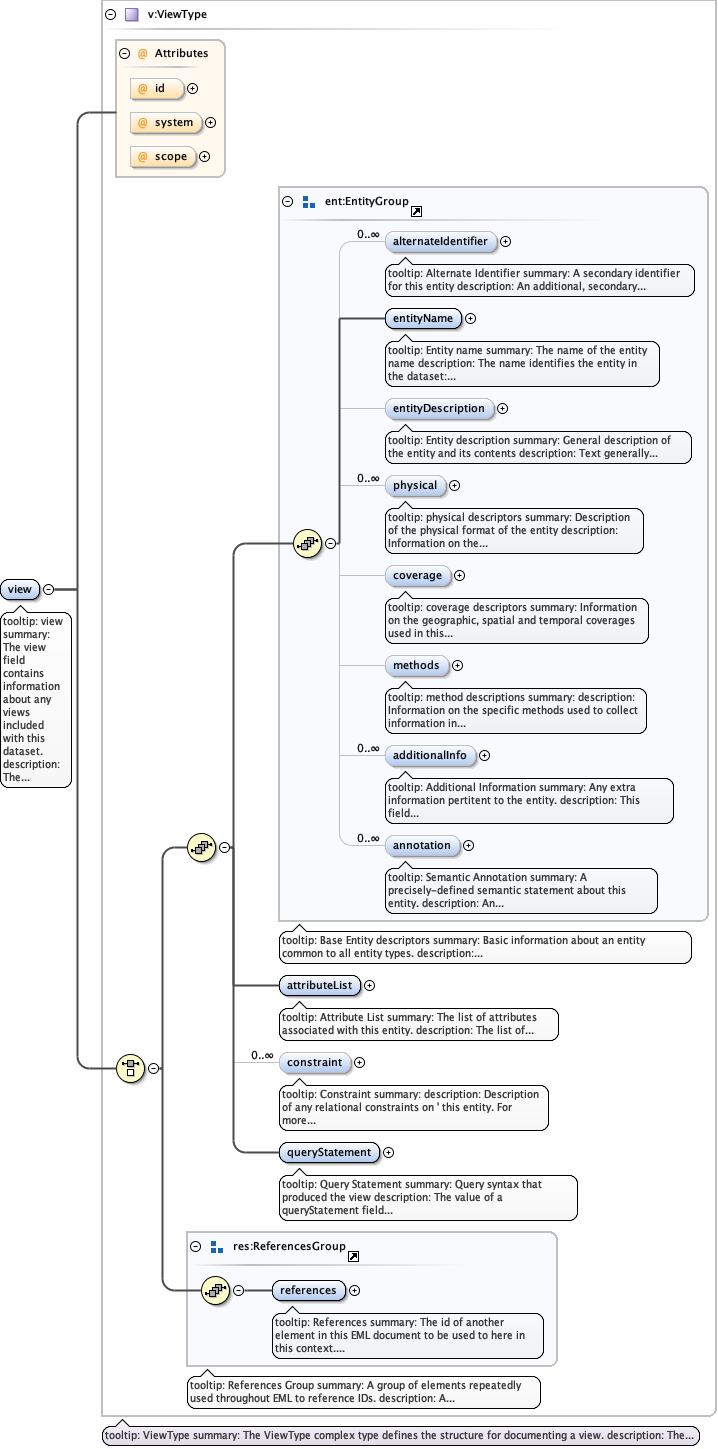 v:ViewType
@ Attributes
@ id
@ system
@ scope
ent:EntityGroup
0..∞
alternateIdentifier
tooltip: Alternate Identifier summary: A secondary identifier
for this entity description: An additional, secondary...
entityName
tooltip: Entity name summary: The name of the entity
name description: The name identifies the entity in
the dataset:...
entityDescription
tooltip: Entity description summary: General description of
the entity and its contents description: Text generally...
0..∞
physical
tooltip: physical descriptors summary: Description
of the physical format of the entity description:
Information on the...
coverage
tooltip: coverage descriptors summary: Information
on the geographic, spatial and temporal coverages
used in this...
methods
tooltip: method descriptions summary: description:
Information on the specific methods used to collect
information in...
0..∞
additionalInfo
tooltip: Additional Information summary: Any extra
information pertitent to the entity. description: This
field...
0..∞
annotation
tooltip: Semantic Annotation summary: A
precisely-defined semantic statement about this
entity. description: An...
tooltip: Base Entity descriptors summary: Basic information about an entity
common to all entity types. description:...
view
tooltip: view
summary:
The view
field
contains
information
about any
views
included
with this
dataset.
description:
The...
attributeList
tooltip: Attribute List summary: The list of attributes
associated with this entity. description: The list of...
0..∞
constraint
tooltip: Constraint summary: description: Description
of any relational constraints on ' this entity. For
more...
queryStatement
tooltip: Query Statement summary: Query syntax that
produced the view description: The value of a
queryStatement field...
res:ReferencesGroup
references
tooltip: References summary: The id of another
element in this EML document to be used to here in
this context....
tooltip: References Group summary: A group of elements repeatedly
used throughout EML to reference IDs. description: A...
tooltip: ViewType summary: The ViewType complex type defines the structure for documenting a view. description: The...